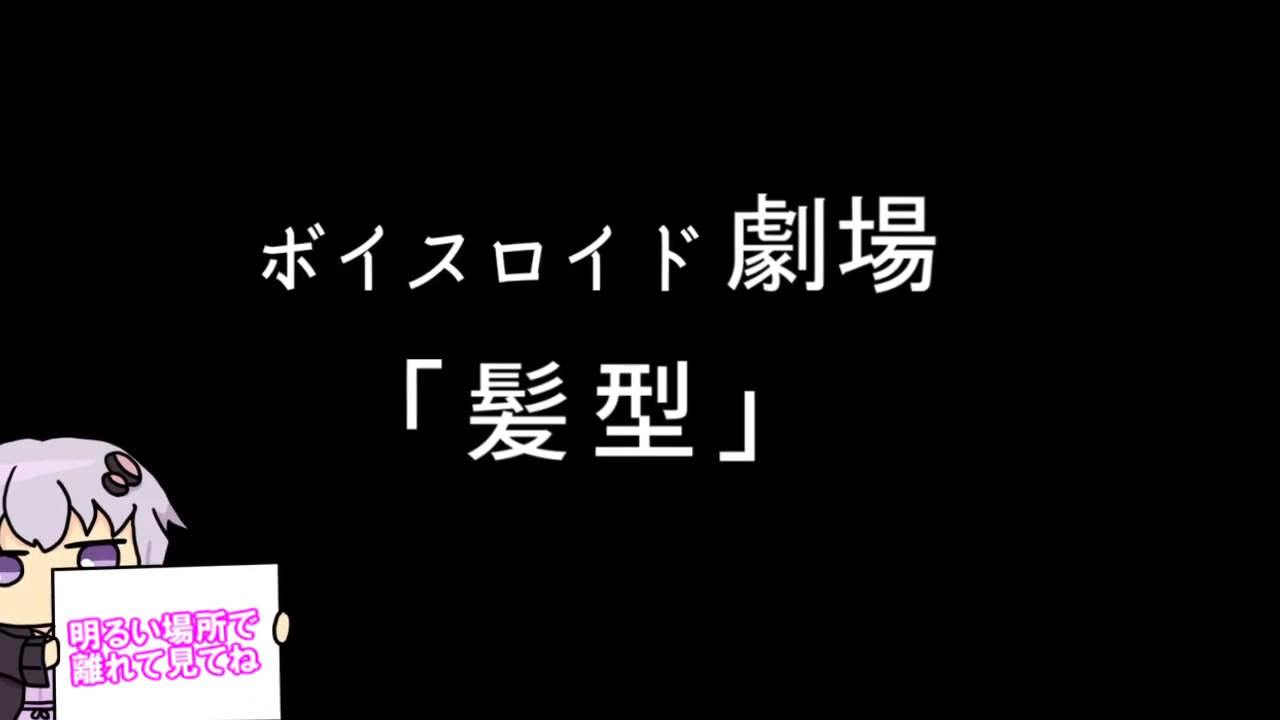 ボイスロイド劇場
「髪型」
明るい場所で
離れて見てね